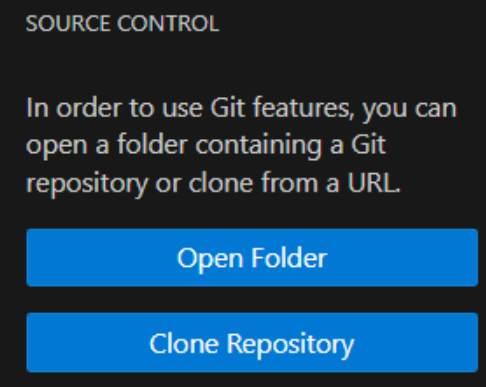 SOURCE CONTROL
In order to use Git features, you can
open a folder containing a Git
repository or clone from a URL.
Open Folder
Clone Repository